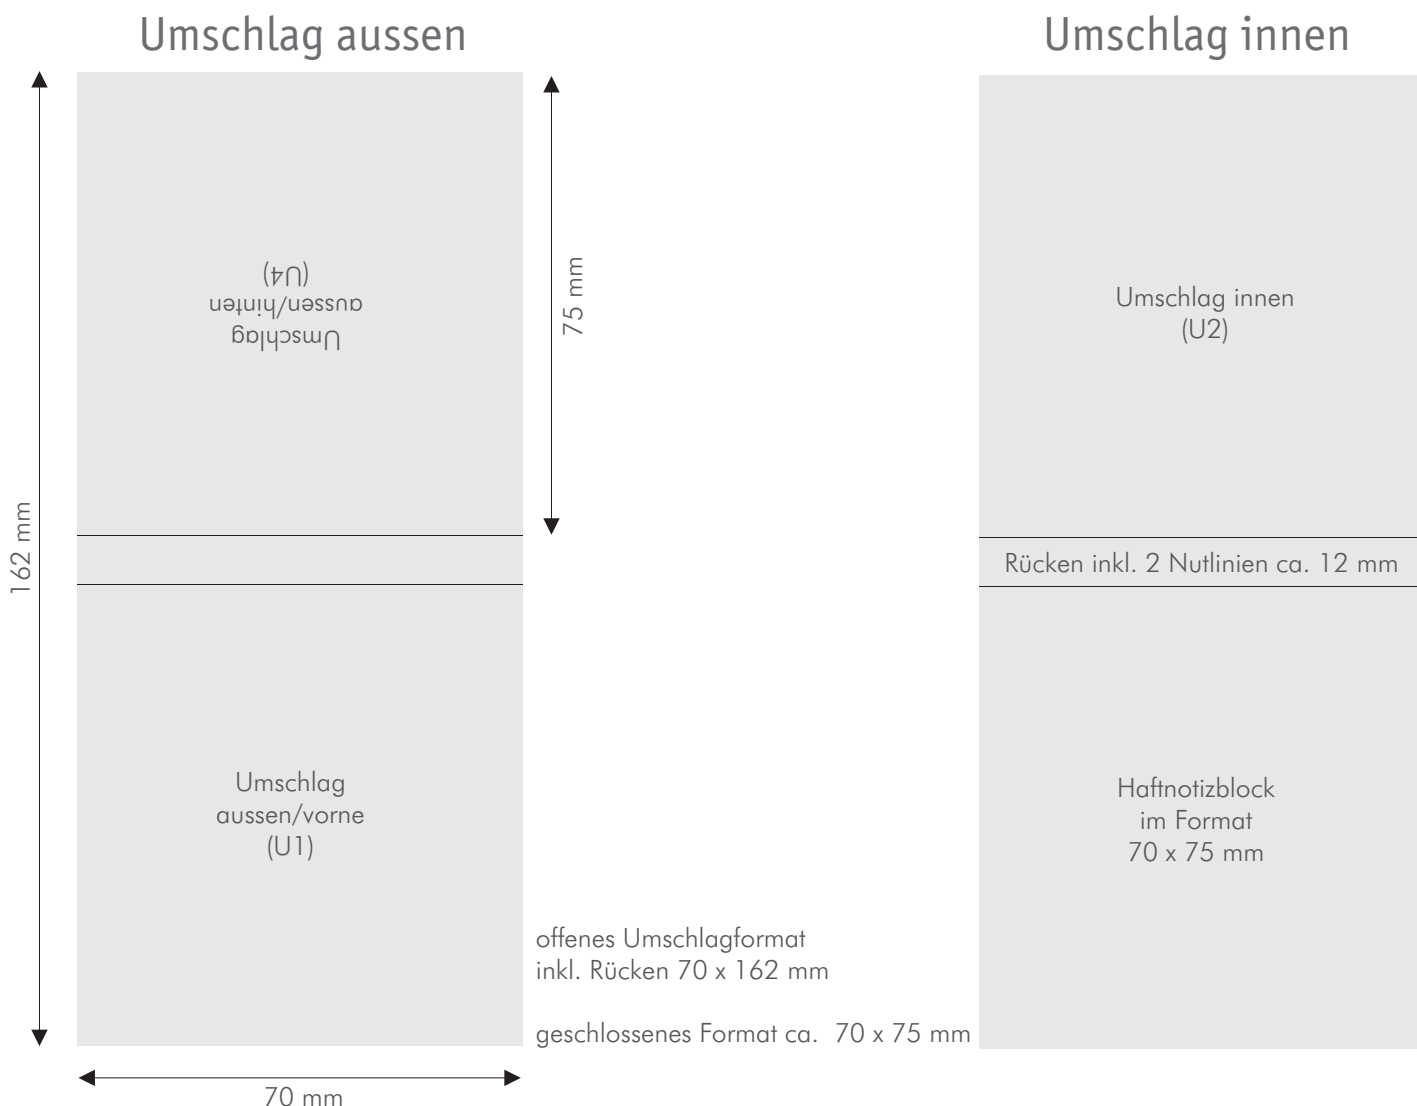 Umschlag aussen
Umschlag innen
162 mm
Umschlag
aussen/hinten
(U4)
75 mm
Umschlag innen
(U2)
Rücken inkl. 2 Nutlinien ca. 12 mm
Umschlag
aussen/vorne
(U1)
Haftnotizblock
im Format
70 x 75 mm
offenes Umschlagformat
inkl. Rücken 70 x 162 mm
geschlossenes Format ca. 70 x 75 mm
70 mm